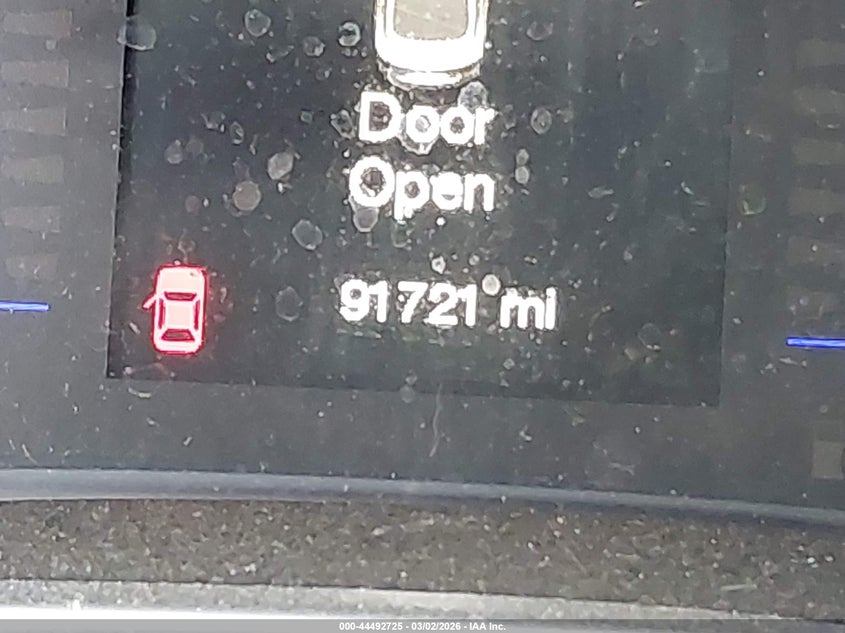 Door
Open
91721 mi
000-44492725 - 03/02/2026 - IAA Inc.